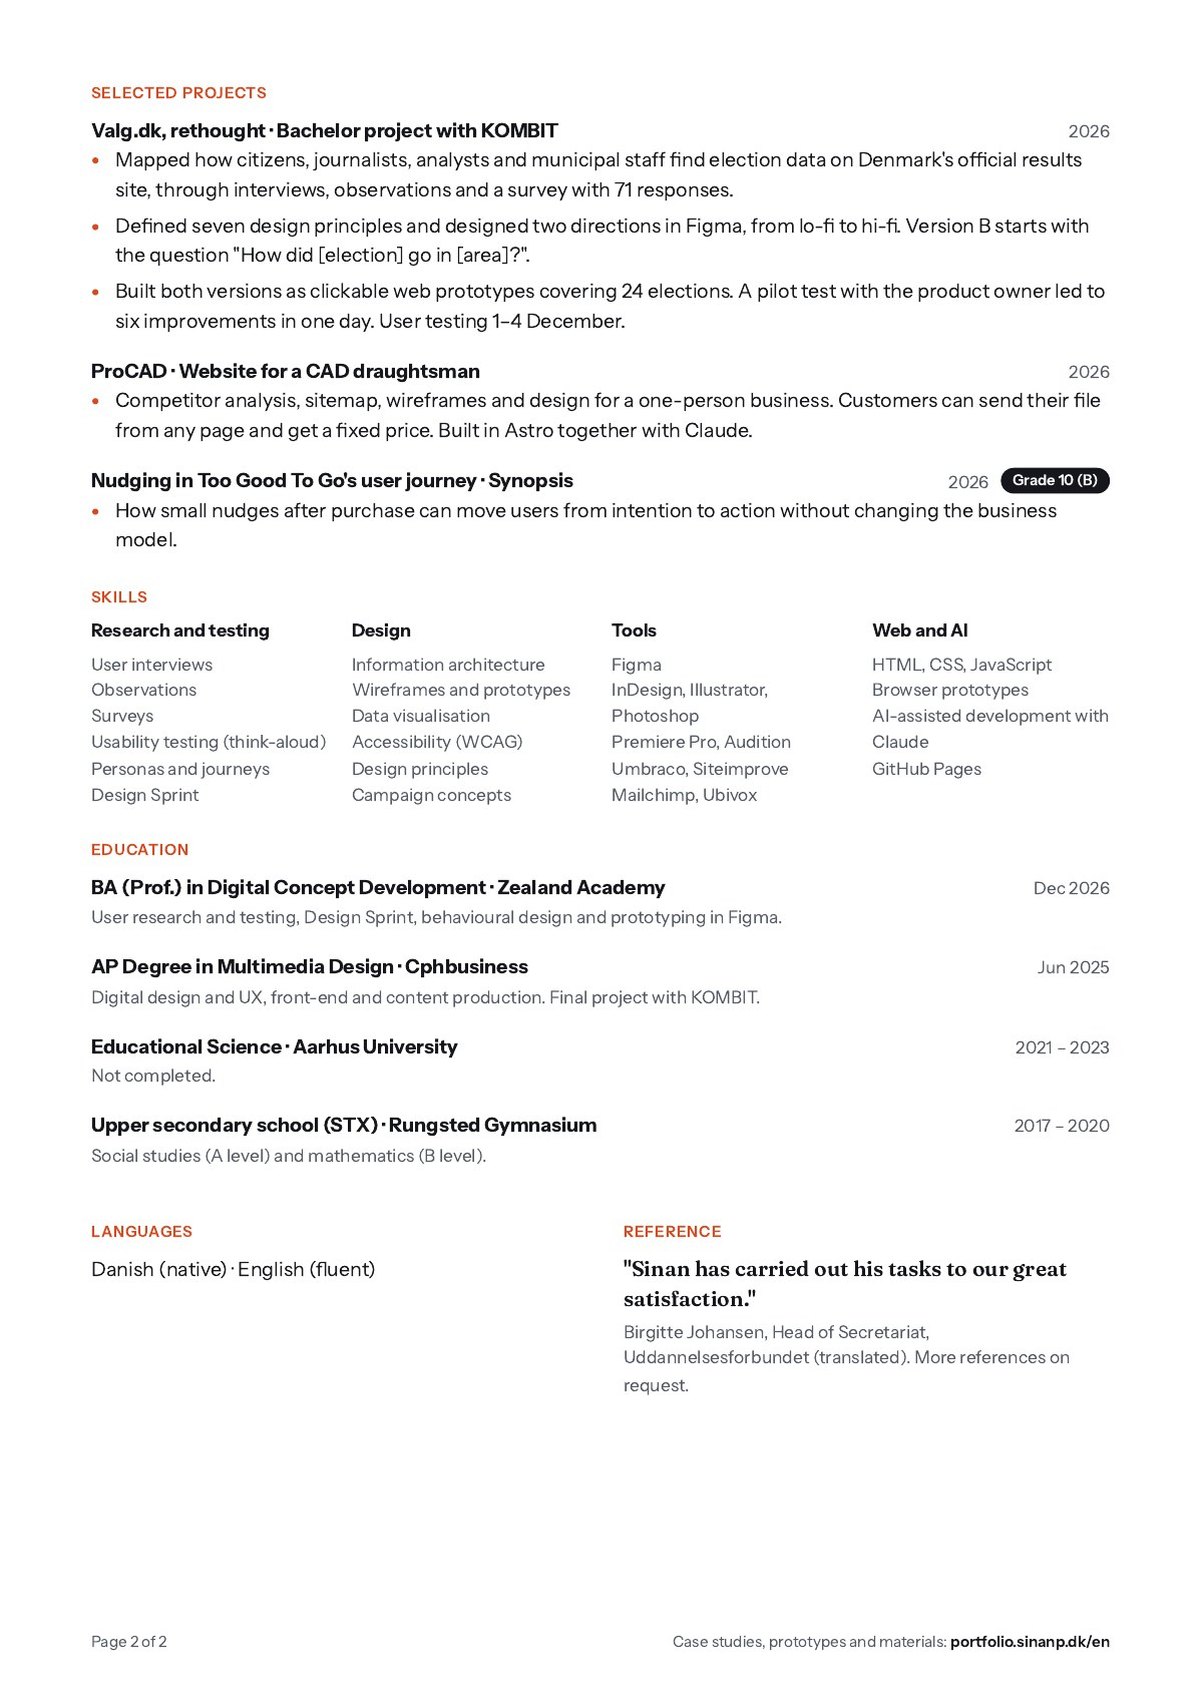 SELECTED PROJECTS
Valg.dk, rethought · Bachelor project with KOMBIT 2026
• Mapped how citizens, journalists, analysts and municipal staff find election data on Denmark's official results
site, through interviews, observations and a survey with 71 responses.
• Defined seven design principles and designed two directions in Figma, from lo-fi to hi-fi. Version B starts with
the question "How did [election] go in [area]?".
• Built both versions as clickable web prototypes covering 24 elections. A pilot test with the product owner led to
six improvements in one day. User testing 1–4 December.
ProCAD · Website for a CAD draughtsman 2026
• Competitor analysis, sitemap, wireframes and design for a one-person business. Customers can send their file
from any page and get a fixed price. Built in Astro together with Claude.
Nudging in Too Good To Go's user journey · Synopsis 2026 Grade 10 (B)
• How small nudges after purchase can move users from intention to action without changing the business
model.
SKILLS
Research and testing
User interviews
Observations
Surveys
Usability testing (think-aloud)
Personas and journeys
Design Sprint
Design
Information architecture
Wireframes and prototypes
Data visualisation
Accessibility (WCAG)
Design principles
Campaign concepts
Tools
Figma
InDesign, Illustrator,
Photoshop
Premiere Pro, Audition
Umbraco, Siteimprove
Mailchimp, Ubivox
Web and AI
HTML, CSS, JavaScript
Browser prototypes
AI-assisted development with
Claude
GitHub Pages
EDUCATION
BA (Prof.) in Digital Concept Development · Zealand Academy Dec 2026
User research and testing, Design Sprint, behavioural design and prototyping in Figma.
AP Degree in Multimedia Design · Cphbusiness Jun 2025
Digital design and UX, front-end and content production. Final project with KOMBIT.
Educational Science · Aarhus University 2021 – 2023
Not completed.
Upper secondary school (STX) · Rungsted Gymnasium 2017 – 2020
Social studies (A level) and mathematics (B level).
LANGUAGES
Danish (native) · English (fluent)
REFERENCE
"Sinan has carried out his tasks to our great
satisfaction."
Birgitte Johansen, Head of Secretariat,
Uddannelsesforbundet (translated). More references on
request.
Page 2 of 2
Case studies, prototypes and materials: portfolio.sinanp.dk/en